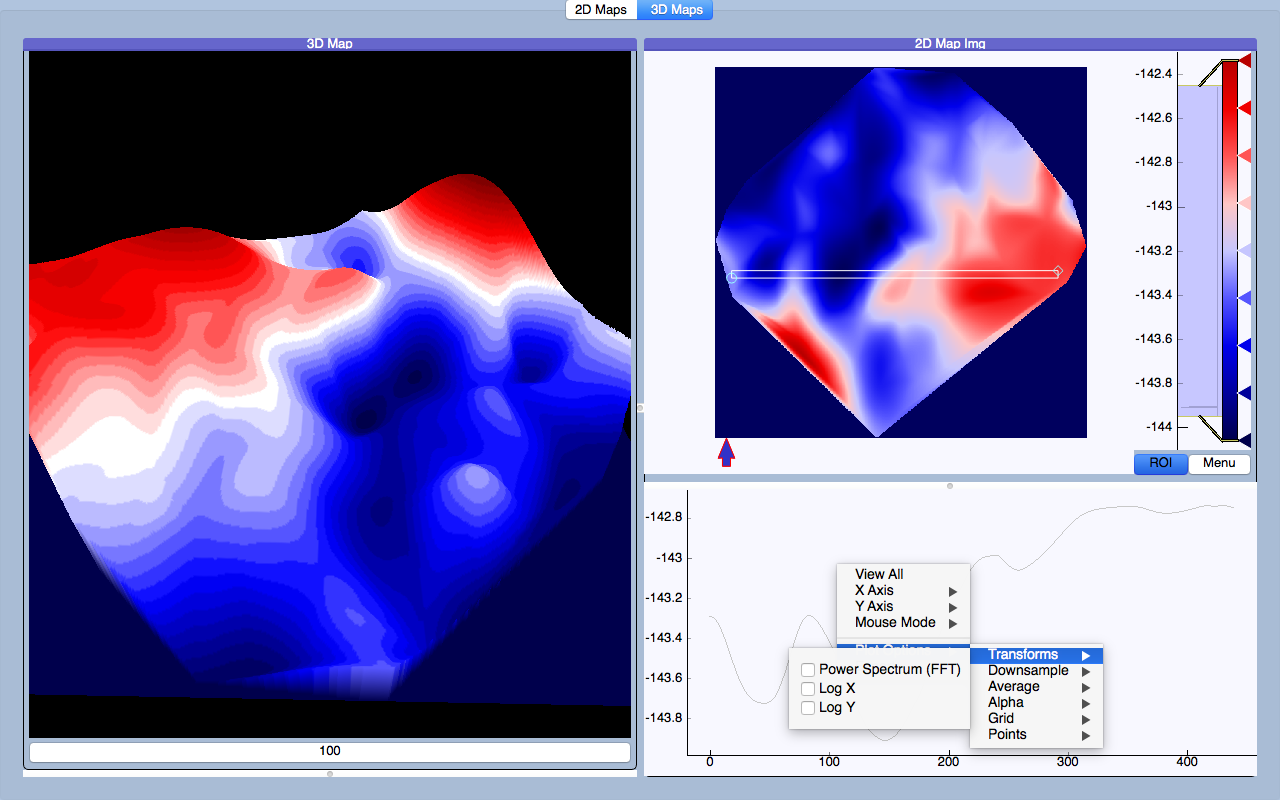 2D Maps 3D Maps
3D Map
2D Map Img
-142.4
-142.6
-142.8
-143
-143.2
-143.4
-143.6
-143.8
-144
ROI Menu
100
-142.8
-143
-143.2
-143.4
-143.6
-143.8
0 100 200 300 400
View All
X Axis
Y Axis
Mouse Mode
Plot Options
Transforms
Downsample
Average
Alpha
Grid
Points
Power Spectrum (FFT)
Log X
Log Y